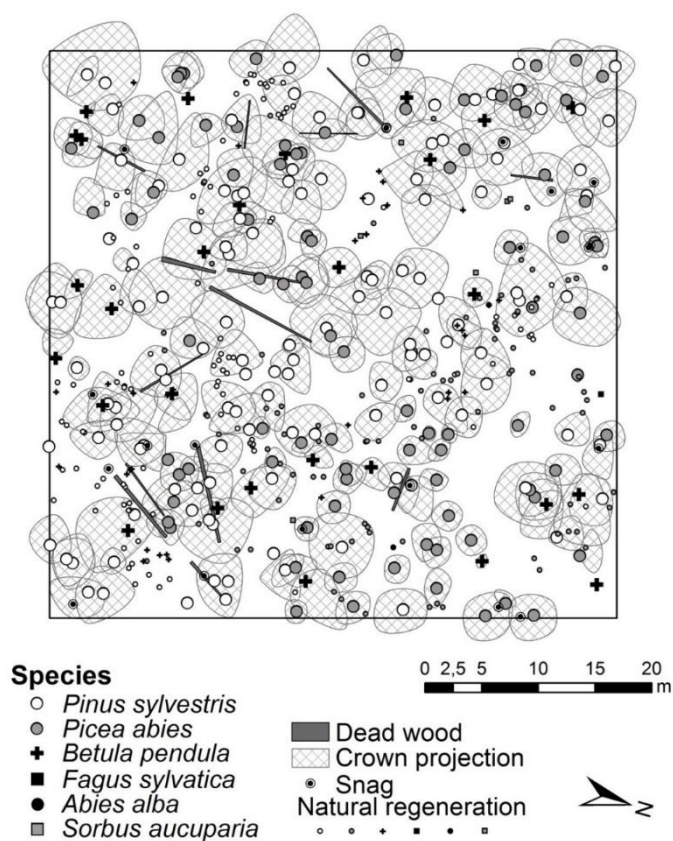 Species
Pinus sylvestris
Picea abies
Betula pendula
Fagus sylvatica
Abies alba
Sorbus aucuparia
0 2,5 5 10 15 20
m
Dead wood
Crown projection
Snag
Natural regeneration
N